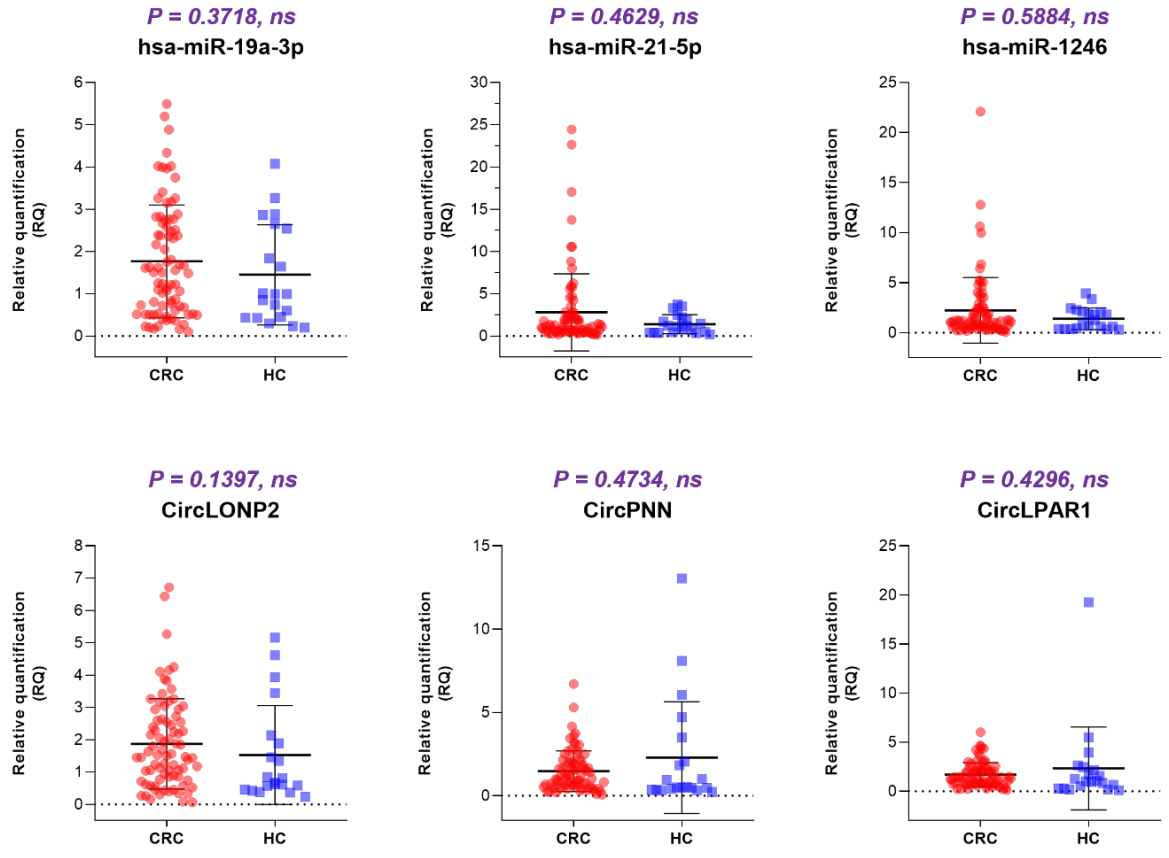 P = 0.3718, ns
hsa-miR-19a-3p
6
5
4
3
2
1
0
Relative quantification
(RQ)
CRC
HC
P = 0.4629, ns
hsa-miR-21-5p
30
25
20
15
10
5
0
Relative quantification
(RQ)
CRC
HC
P = 0.5884, ns
hsa-miR-1246
25
20
15
10
5
0
Relative quantification
(RQ)
CRC
HC
P = 0.1397, ns
CircLONP2
8
7
6
5
4
3
2
1
0
Relative quantification
(RQ)
CRC
HC
P = 0.4734, ns
CircPNN
15
10
5
0
Relative quantification
(RQ)
CRC
HC
P = 0.4296, ns
CircLPAR1
25
20
15
10
5
0
Relative quantification
(RQ)
CRC
HC